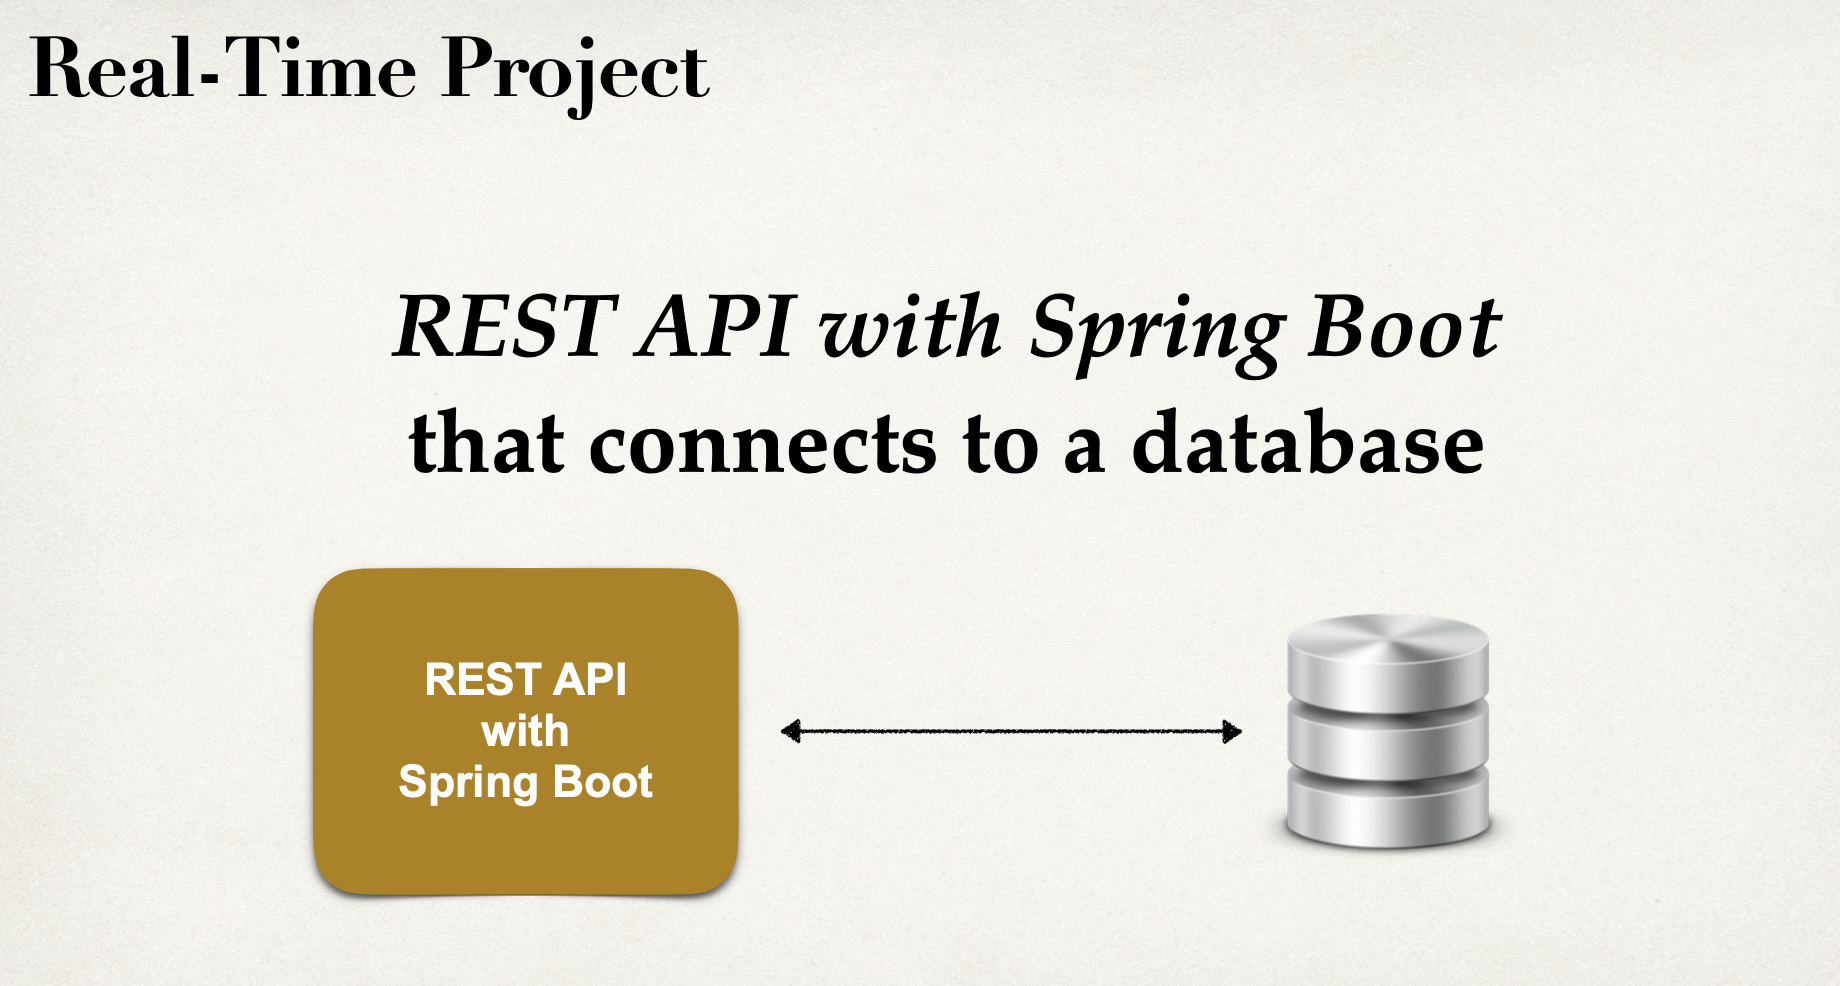 Real-Time Project
REST API with Spring Boot
that connects to a database
REST API
with
Spring Boot